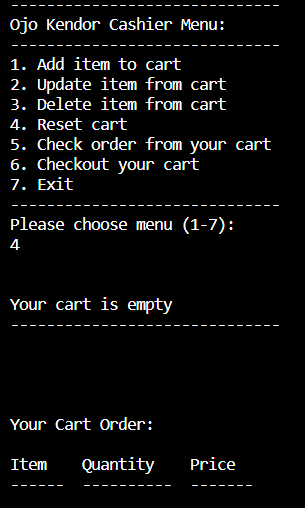 ------------------------------
Ojo Kendor Cashier Menu:
------------------------------
1. Add item to cart
2. Update item from cart
3. Delete item from cart
4. Reset cart
5. Check order from your cart
6. Checkout your cart
7. Exit
------------------------------
Please choose menu (1-7):
4
Your cart is empty
------------------------------
Your Cart Order:
Item    Quantity    Price
------  ----------  -------